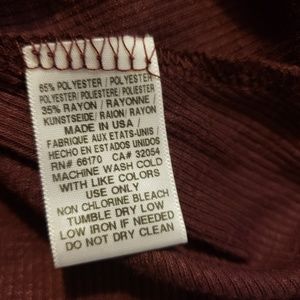 65% POLYESTER / POLYESTER
POLYESTER/ POLIESTERE/ POLIESTER
35% RAYON / RAYONNE /
KUNSTSEIDE / RAION/ RAYON
MADE IN USA /
FABRIQUE AUX ETATS-UNIS /
HECHO EN ESTADOS UNIDOS
RN# 66170 CA# 32054
MACHINE WASH COLD
WITH LIKE COLORS
USE ONLY
NON CHLORINE BLEACH
TUMBLE DRY LOW
LOW IRON IF NEEDED
DO NOT DRY CLEAN